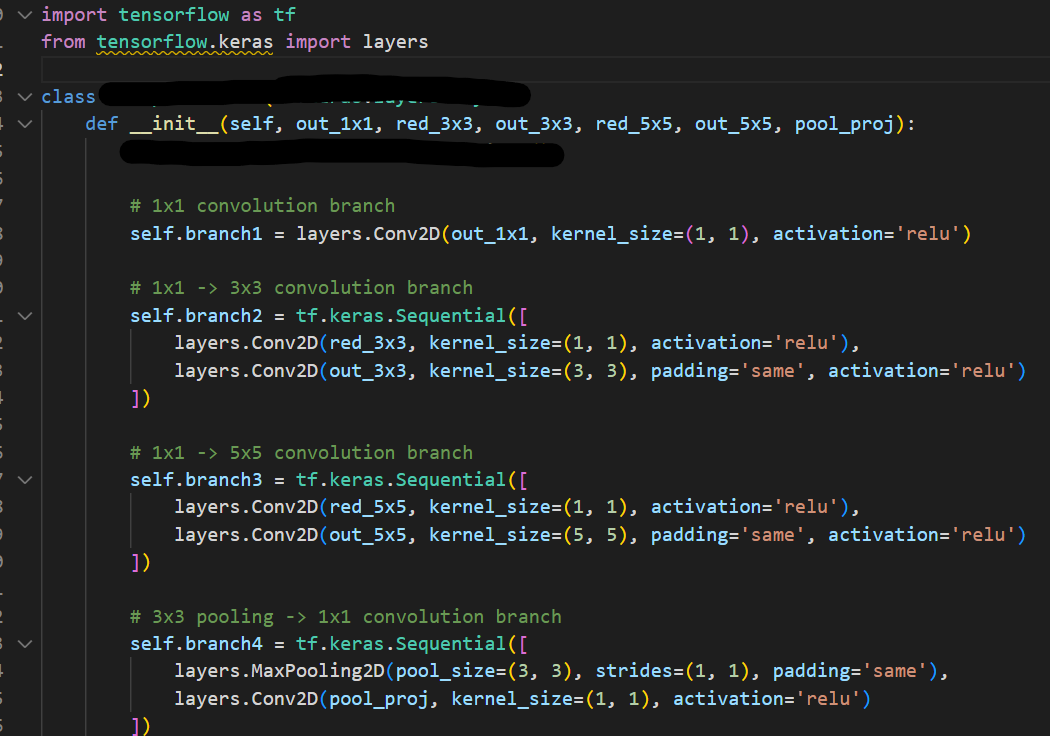 import tensorflow as tf
from tensorflow.keras import layers
class
def __init__(self, out_1x1, red_3x3, out_3x3, red_5x5, out_5x5, pool_proj):
# 1x1 convolution branch
self.branch1 = layers.Conv2D(out_1x1, kernel_size=(1, 1), activation='relu')
# 1x1 -> 3x3 convolution branch
self.branch2 = tf.keras.Sequential([
layers.Conv2D(red_3x3, kernel_size=(1, 1), activation='relu'),
layers.Conv2D(out_3x3, kernel_size=(3, 3), padding='same', activation='relu')
])
# 1x1 -> 5x5 convolution branch
self.branch3 = tf.keras.Sequential([
layers.Conv2D(red_5x5, kernel_size=(1, 1), activation='relu'),
layers.Conv2D(out_5x5, kernel_size=(5, 5), padding='same', activation='relu')
])
# 3x3 pooling -> 1x1 convolution branch
self.branch4 = tf.keras.Sequential([
layers.MaxPooling2D(pool_size=(3, 3), strides=(1, 1), padding='same'),
layers.Conv2D(pool_proj, kernel_size=(1, 1), activation='relu')
])